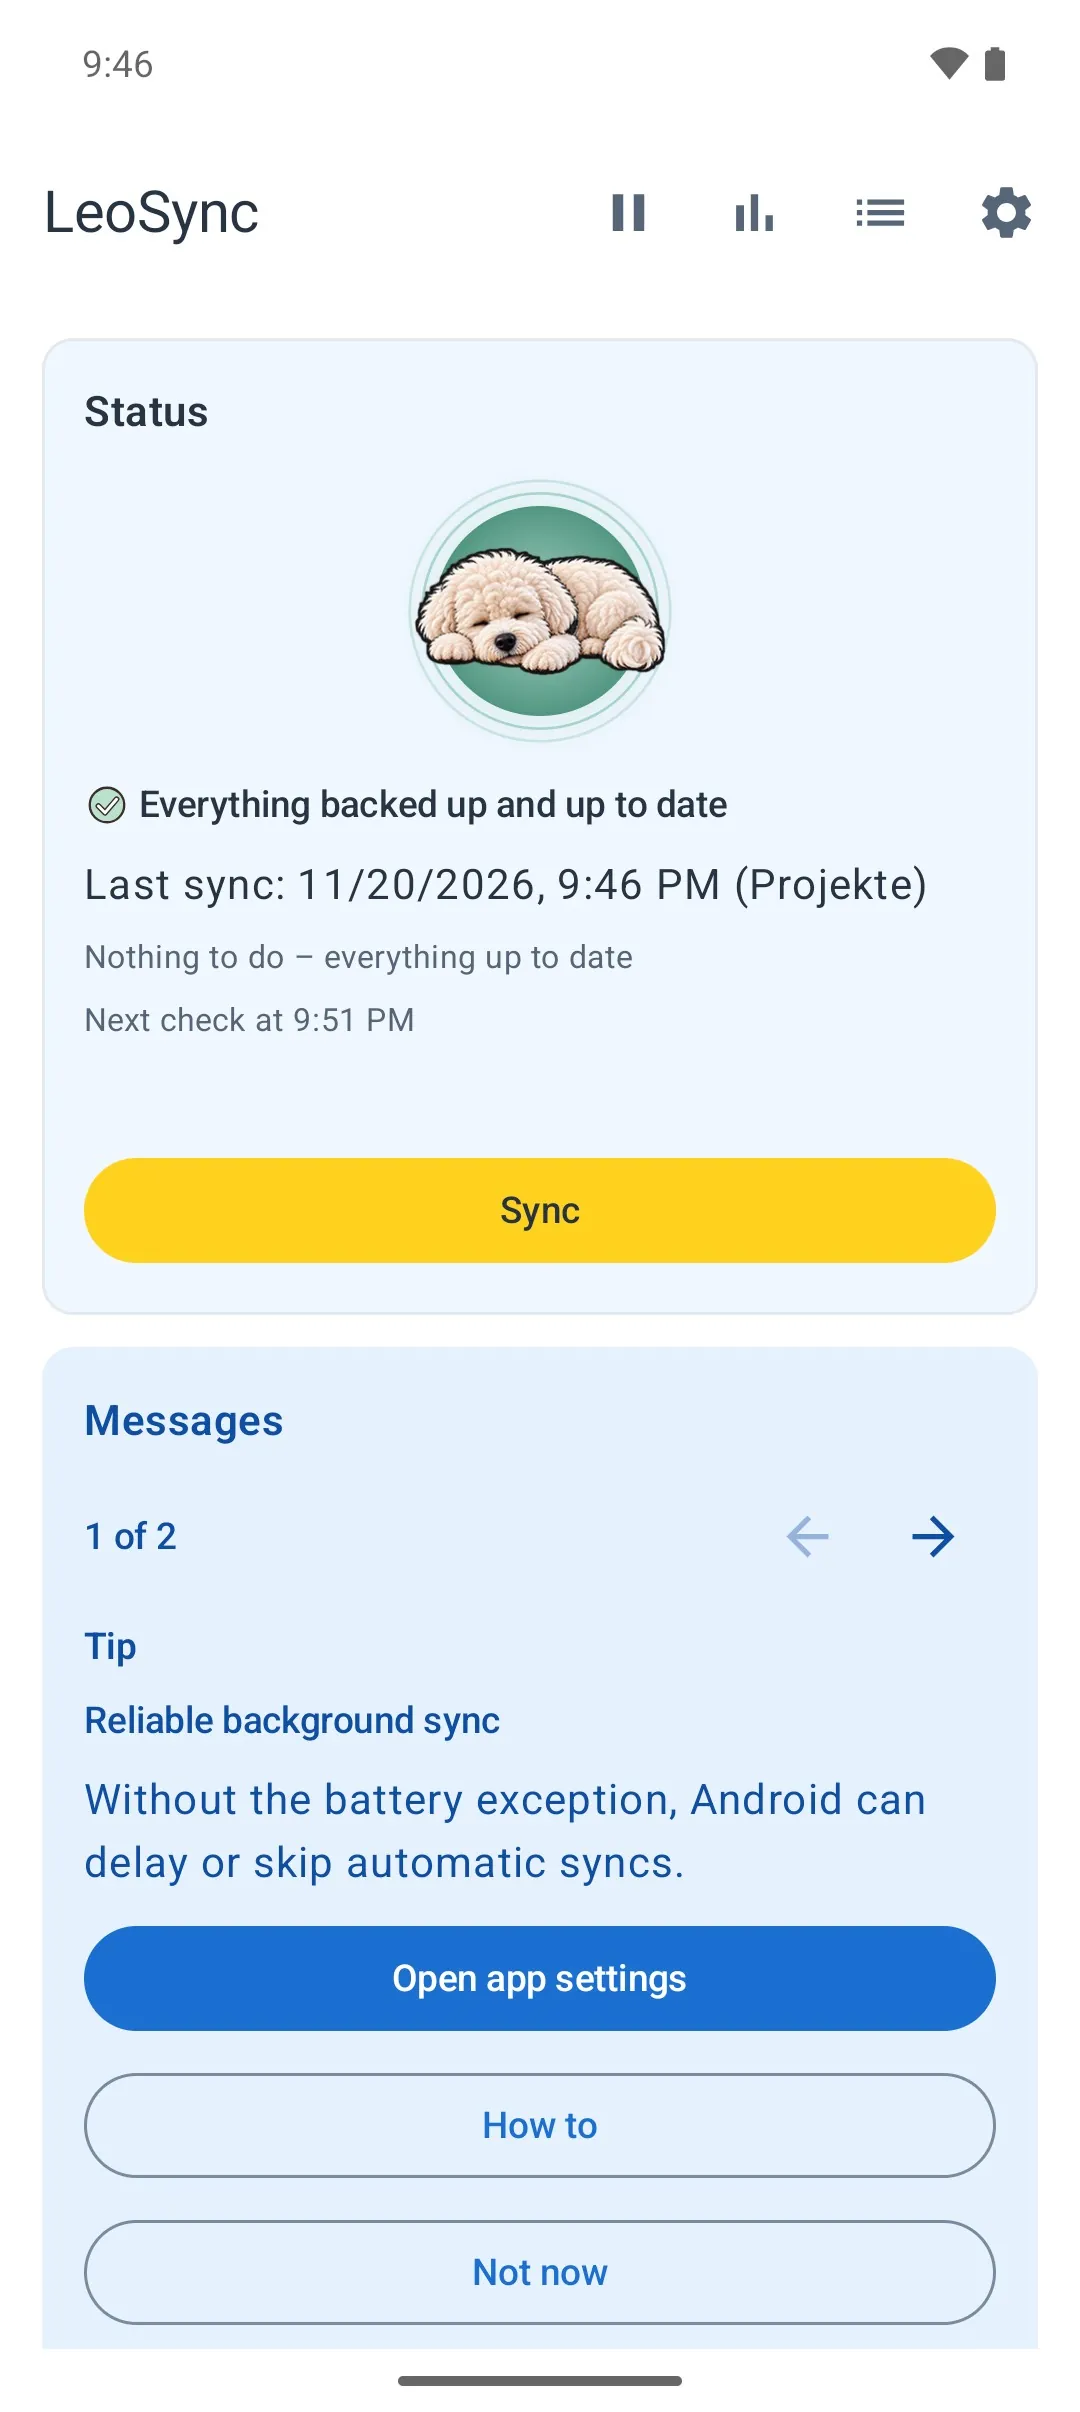 9:46
LeoSync
Status
Everything backed up and up to date
Last sync: 11/20/2026, 9:46 PM (Projekte)
Nothing to do – everything up to date
Next check at 9:51 PM
Sync
Messages
1 of 2
Tip
Reliable background sync
Without the battery exception, Android can
delay or skip automatic syncs.
Open app settings
How to
Not now